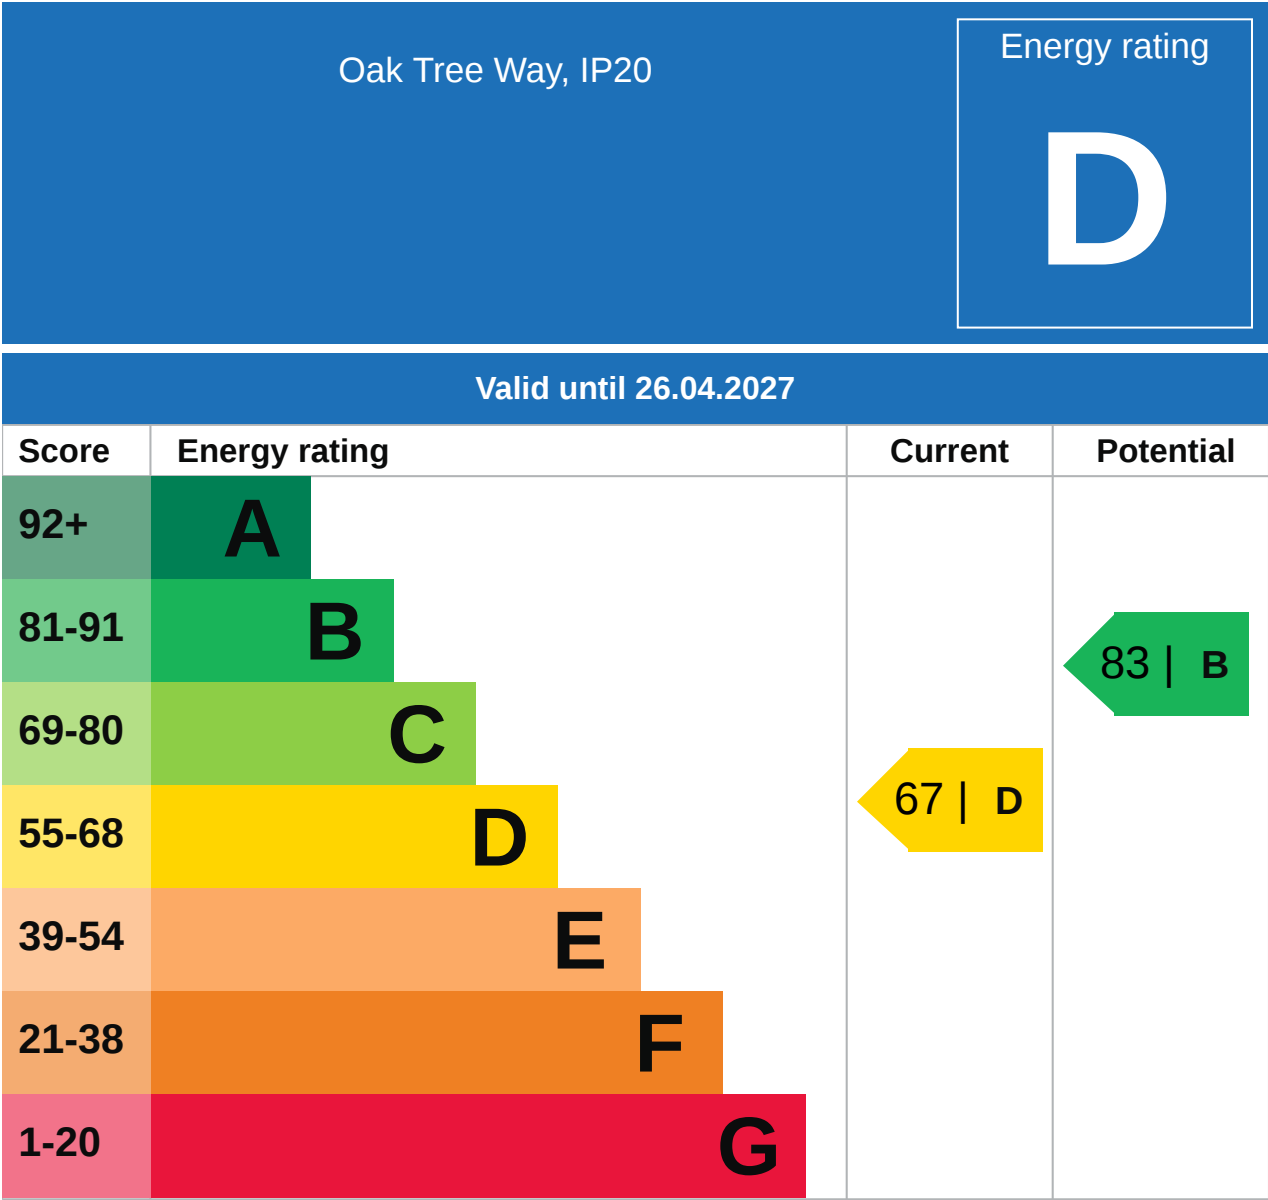 Oak Tree Way, IP20
Energy rating
D
Valid until 26.04.2027
Score Energy rating Current Potential
92+ A
81-91 B
83 | B
69-80 C
67 | D
55-68 D
39-54 E
21-38 F
1-20 G